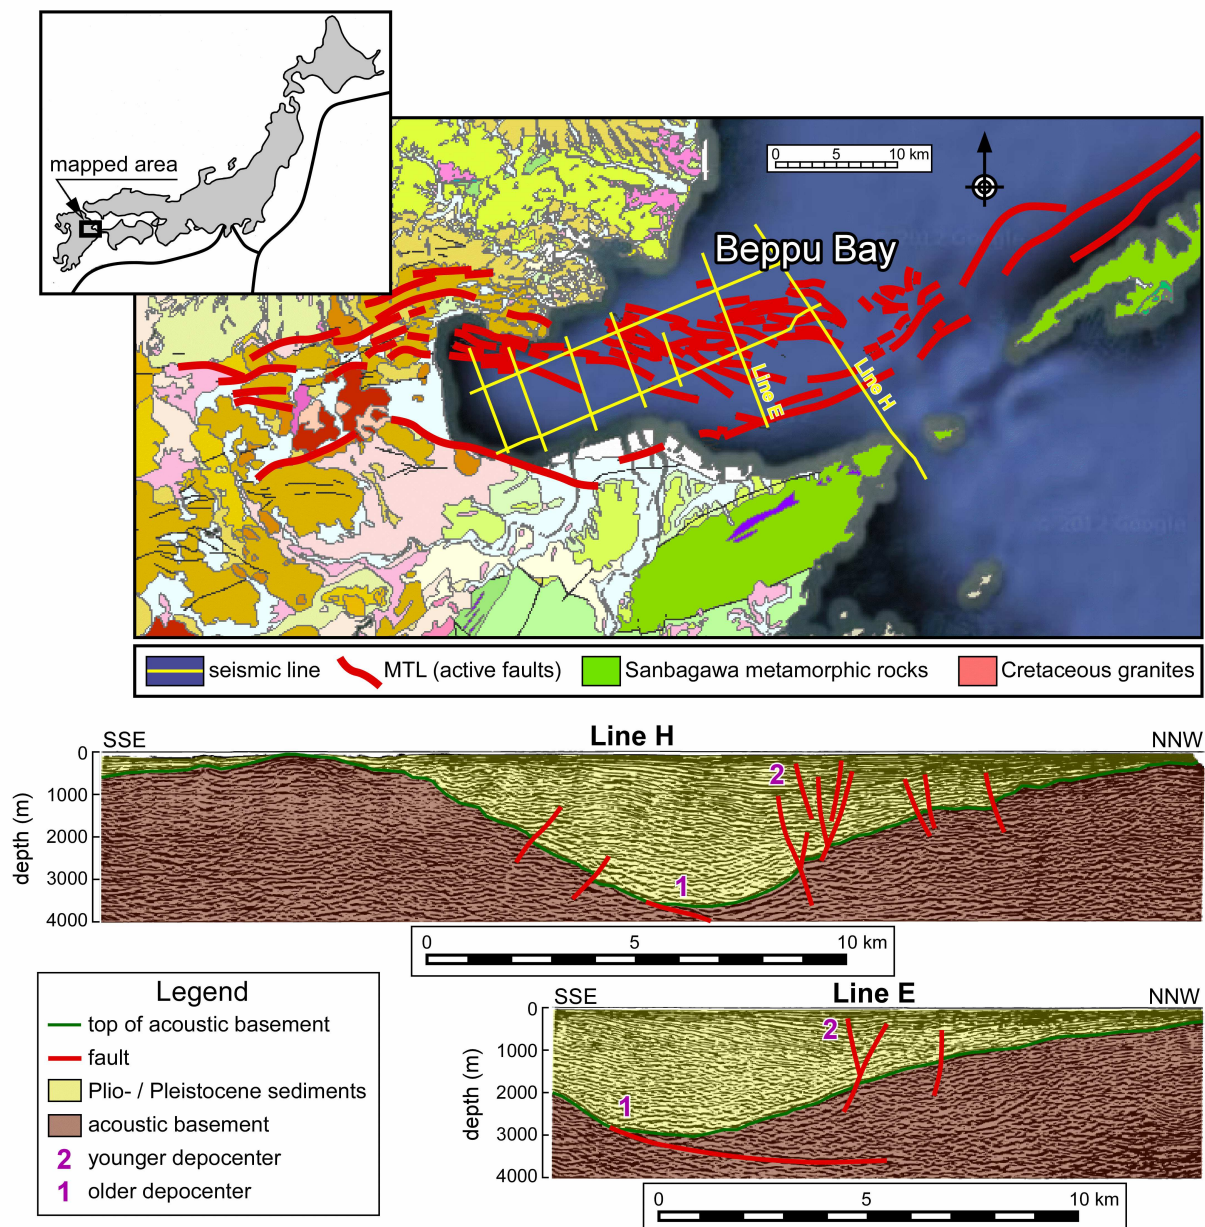 mapped area
0 5 10 km
Beppu Bay
Line E
Line H
seismic line
MTL (active faults)
Sanbagawa metamorphic rocks
Cretaceous granites
Line H
SSE
NNW
depth (m)
0
1000
2000
3000
4000
2
1
0 5 10 km
Legend
top of acoustic basement
fault
Plio- / Pleistocene sediments
acoustic basement
2 younger depocenter
1 older depocenter
Line E
SSE
NNW
depth (m)
0
1000
2000
3000
4000
2
1
0 5 10 km